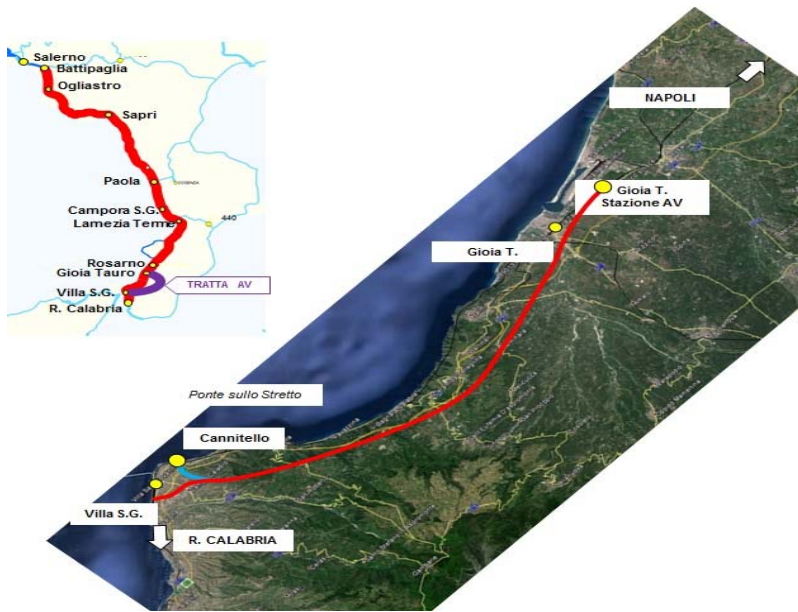 Salerno
Battipaglia
Ogliastro
Sapri
Paola
COSENZA
Campora S.G.
Lamezia Terme
440
Rosarno
Gioia Tauro
Villa S.G.
TRATTA AV
R. Calabria
NAPOLI
Gioia T.
Stazione AV
Gioia T.
Ponte sullo Stretto
Cannitello
Villa S.G.
R. CALABRIA